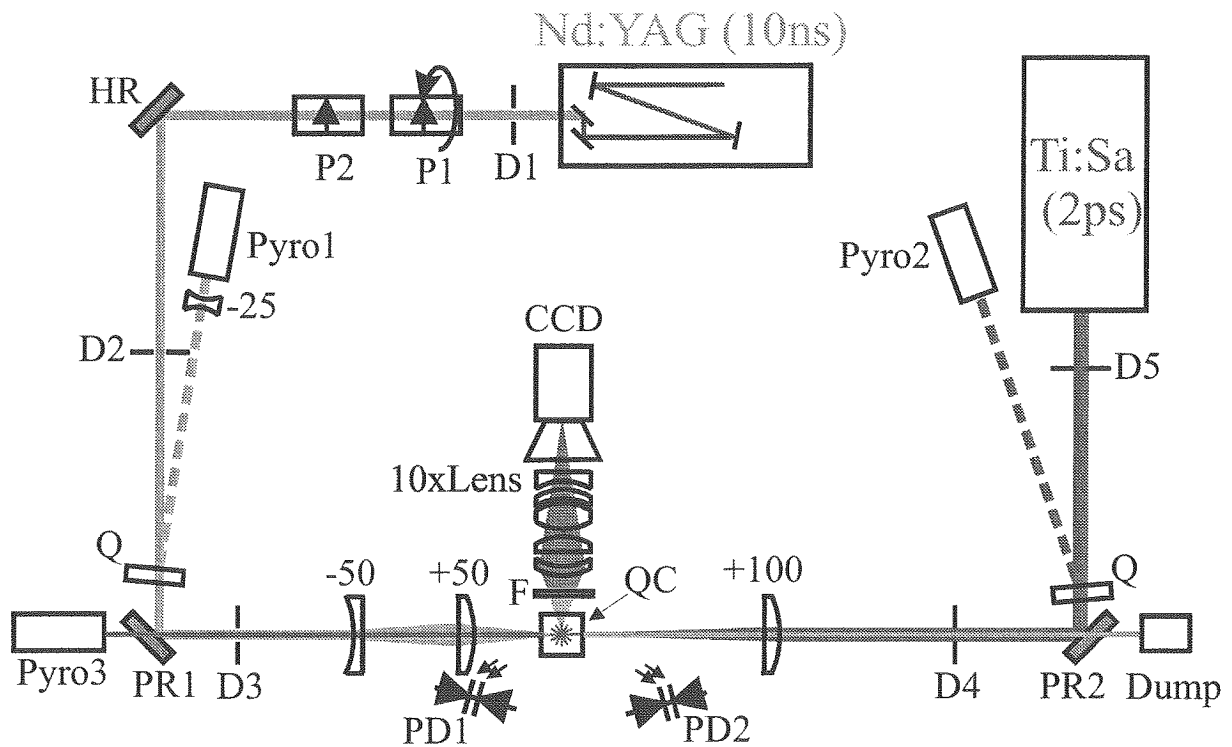 Nd:YAG (10ns)
HR
P2
P1
D1
Ti:Sa
(2ps)
Pyro1
-25
Pyro2
CCD
D2
D5
10xLens
Q
-50
+50
F
QC
+100
Q
Pyro3
PR1
D3
PD1
PD2
D4
PR2
Dump